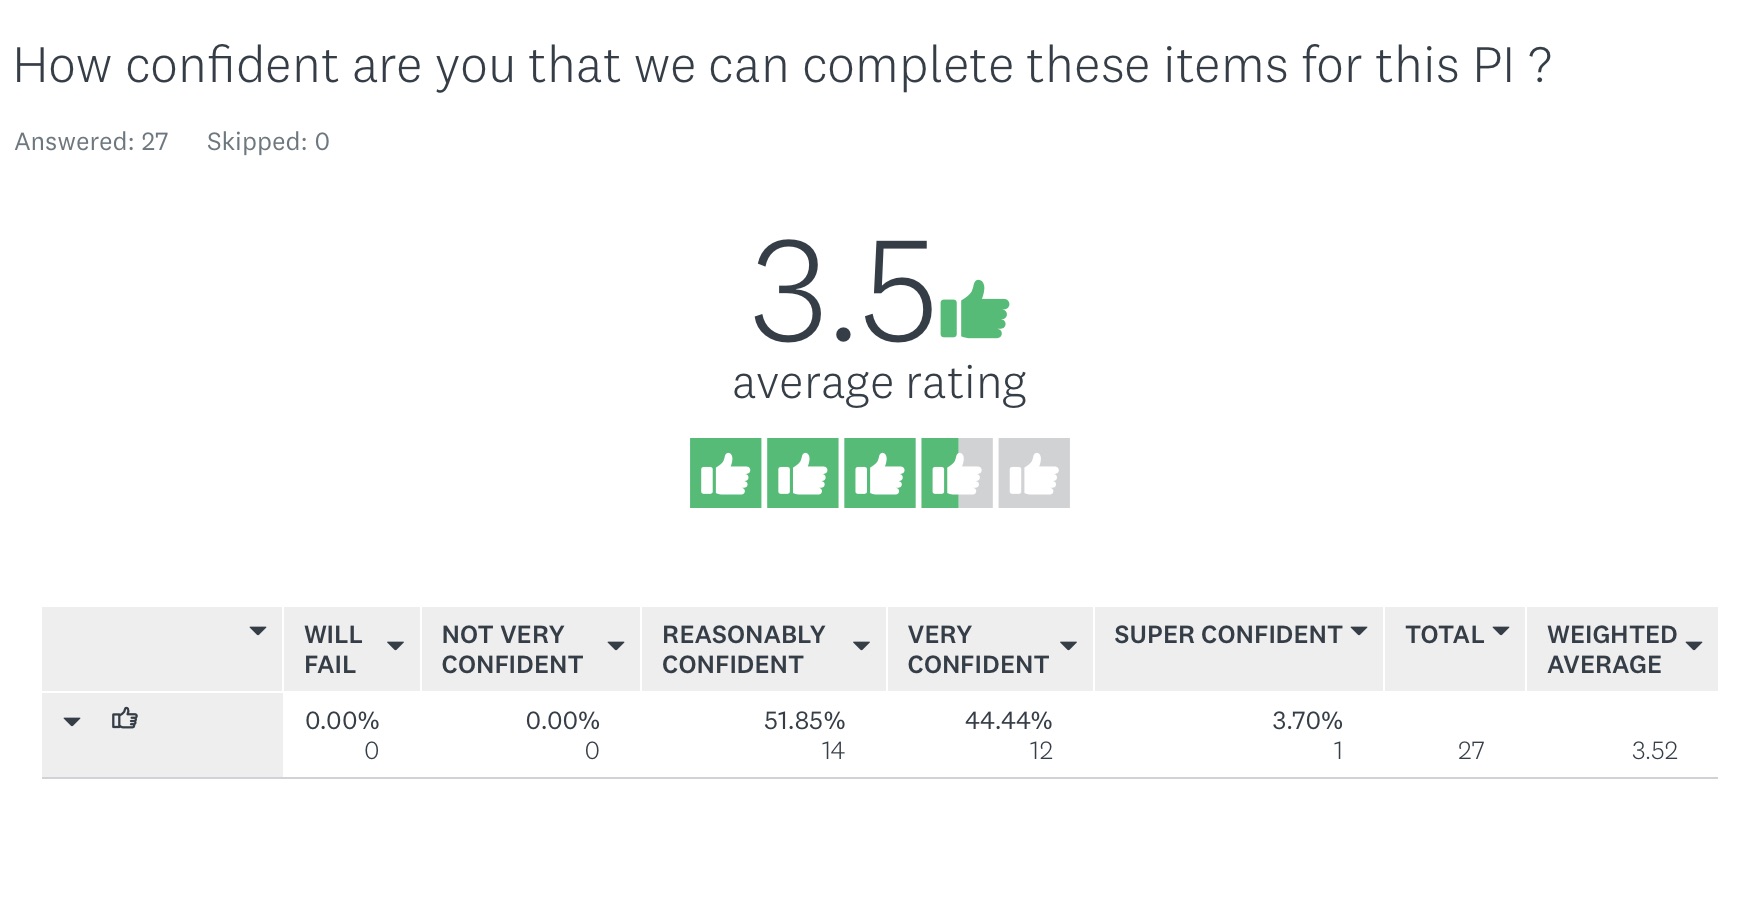 How confident are you that we can complete these items for this PI ?
Answered: 27 Skipped: 0
3.5
average rating
WILL FAIL NOT VERY CONFIDENT REASONABLY CONFIDENT VERY CONFIDENT SUPER CONFIDENT TOTAL WEIGHTED AVERAGE
0.00% 0.00% 51.85% 44.44% 3.70%
0 0 14 12 1 27 3.52